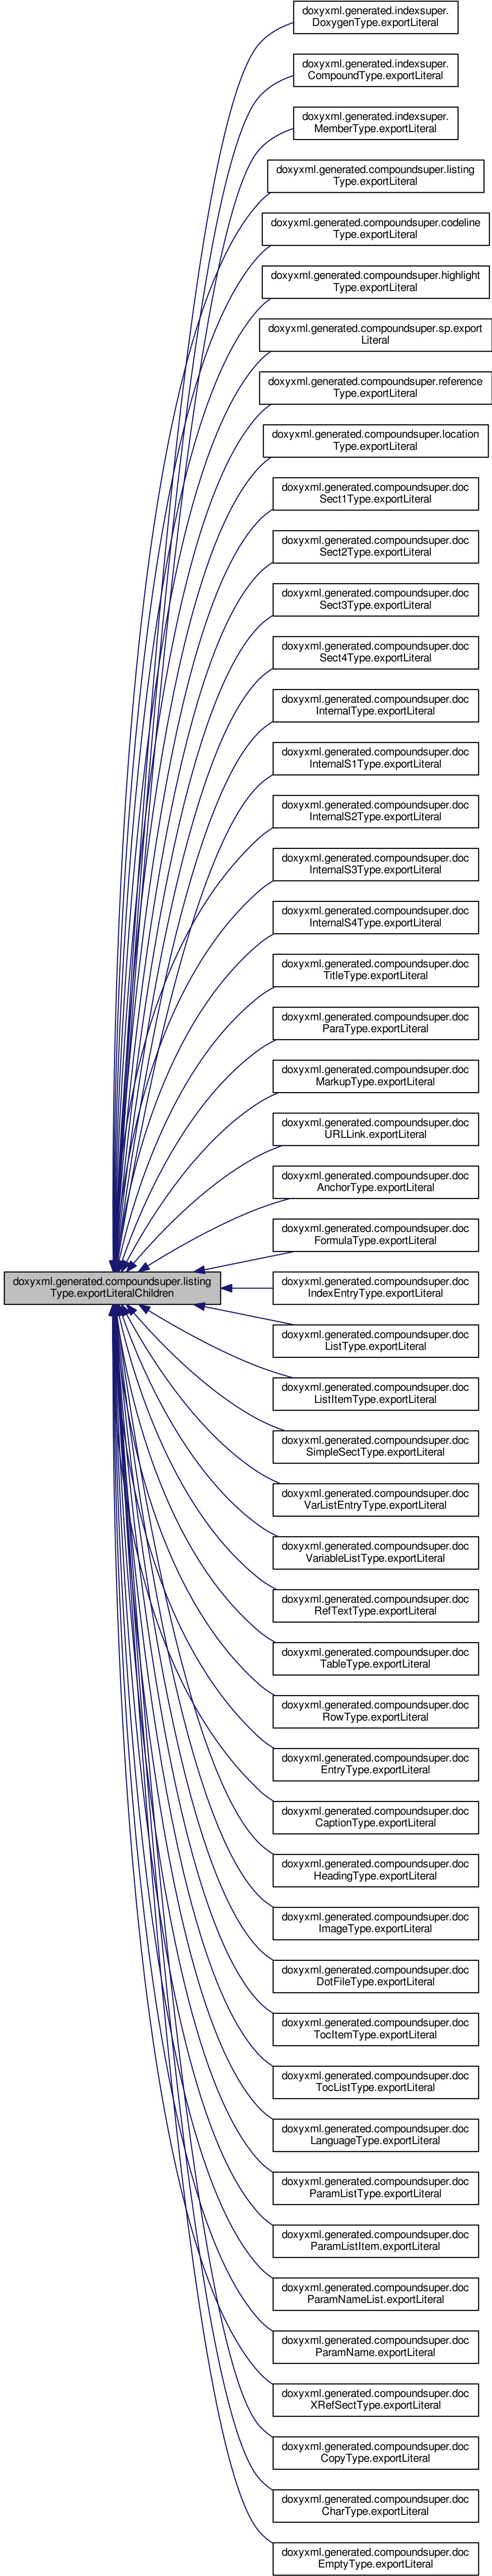 doxyxml.generated.indexsuper.
DoxygenType.exportLiteral
doxyxml.generated.indexsuper.
CompoundType.exportLiteral
doxyxml.generated.indexsuper.
MemberType.exportLiteral
doxyxml.generated.compoundsuper.listing
Type.exportLiteral
doxyxml.generated.compoundsuper.codeline
Type.exportLiteral
doxyxml.generated.compoundsuper.highlight
Type.exportLiteral
doxyxml.generated.compoundsuper.sp.export
Literal
doxyxml.generated.compoundsuper.reference
Type.exportLiteral
doxyxml.generated.compoundsuper.location
Type.exportLiteral
doxyxml.generated.compoundsuper.doc
Sect1Type.exportLiteral
doxyxml.generated.compoundsuper.doc
Sect2Type.exportLiteral
doxyxml.generated.compoundsuper.doc
Sect3Type.exportLiteral
doxyxml.generated.compoundsuper.doc
Sect4Type.exportLiteral
doxyxml.generated.compoundsuper.doc
InternalType.exportLiteral
doxyxml.generated.compoundsuper.doc
InternalS1Type.exportLiteral
doxyxml.generated.compoundsuper.doc
InternalS2Type.exportLiteral
doxyxml.generated.compoundsuper.doc
InternalS3Type.exportLiteral
doxyxml.generated.compoundsuper.doc
InternalS4Type.exportLiteral
doxyxml.generated.compoundsuper.doc
TitleType.exportLiteral
doxyxml.generated.compoundsuper.doc
ParaType.exportLiteral
doxyxml.generated.compoundsuper.doc
MarkupType.exportLiteral
doxyxml.generated.compoundsuper.doc
URLLink.exportLiteral
doxyxml.generated.compoundsuper.doc
AnchorType.exportLiteral
doxyxml.generated.compoundsuper.doc
FormulaType.exportLiteral
doxyxml.generated.compoundsuper.listing
Type.exportLiteralChildren
doxyxml.generated.compoundsuper.doc
IndexEntryType.exportLiteral
doxyxml.generated.compoundsuper.doc
ListType.exportLiteral
doxyxml.generated.compoundsuper.doc
ListItemType.exportLiteral
doxyxml.generated.compoundsuper.doc
SimpleSectType.exportLiteral
doxyxml.generated.compoundsuper.doc
VarListEntryType.exportLiteral
doxyxml.generated.compoundsuper.doc
VariableListType.exportLiteral
doxyxml.generated.compoundsuper.doc
RefTextType.exportLiteral
doxyxml.generated.compoundsuper.doc
TableType.exportLiteral
doxyxml.generated.compoundsuper.doc
RowType.exportLiteral
doxyxml.generated.compoundsuper.doc
EntryType.exportLiteral
doxyxml.generated.compoundsuper.doc
CaptionType.exportLiteral
doxyxml.generated.compoundsuper.doc
HeadingType.exportLiteral
doxyxml.generated.compoundsuper.doc
ImageType.exportLiteral
doxyxml.generated.compoundsuper.doc
DotFileType.exportLiteral
doxyxml.generated.compoundsuper.doc
TocItemType.exportLiteral
doxyxml.generated.compoundsuper.doc
TocListType.exportLiteral
doxyxml.generated.compoundsuper.doc
LanguageType.exportLiteral
doxyxml.generated.compoundsuper.doc
ParamListType.exportLiteral
doxyxml.generated.compoundsuper.doc
ParamListItem.exportLiteral
doxyxml.generated.compoundsuper.doc
ParamNameList.exportLiteral
doxyxml.generated.compoundsuper.doc
ParamName.exportLiteral
doxyxml.generated.compoundsuper.doc
XRefSectType.exportLiteral
doxyxml.generated.compoundsuper.doc
CopyType.exportLiteral
doxyxml.generated.compoundsuper.doc
CharType.exportLiteral
doxyxml.generated.compoundsuper.doc
EmptyType.exportLiteral